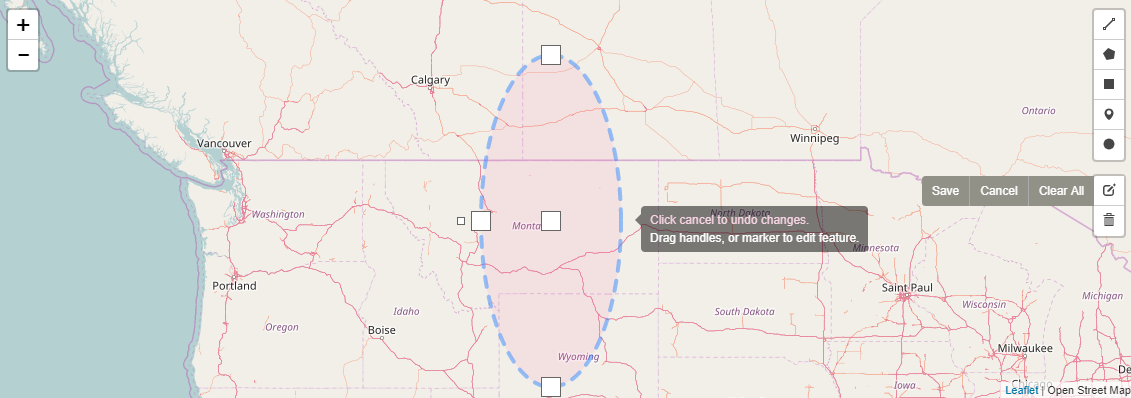 +
−
Calgary
Ontario
Winnipeg
Vancouver
Save Cancel Clear All
Washington
North Dakota
Click cancel to undo changes.
Drag handles, or marker to edit feature.
Monta
Minnesota
Portland
Saint Paul
Michigan
Wisconsin
Idaho
South Dakota
Oregon
Boise
Milwaukee
Wyoming
De
Iowa
Chicago
Leaflet | Open Street Map